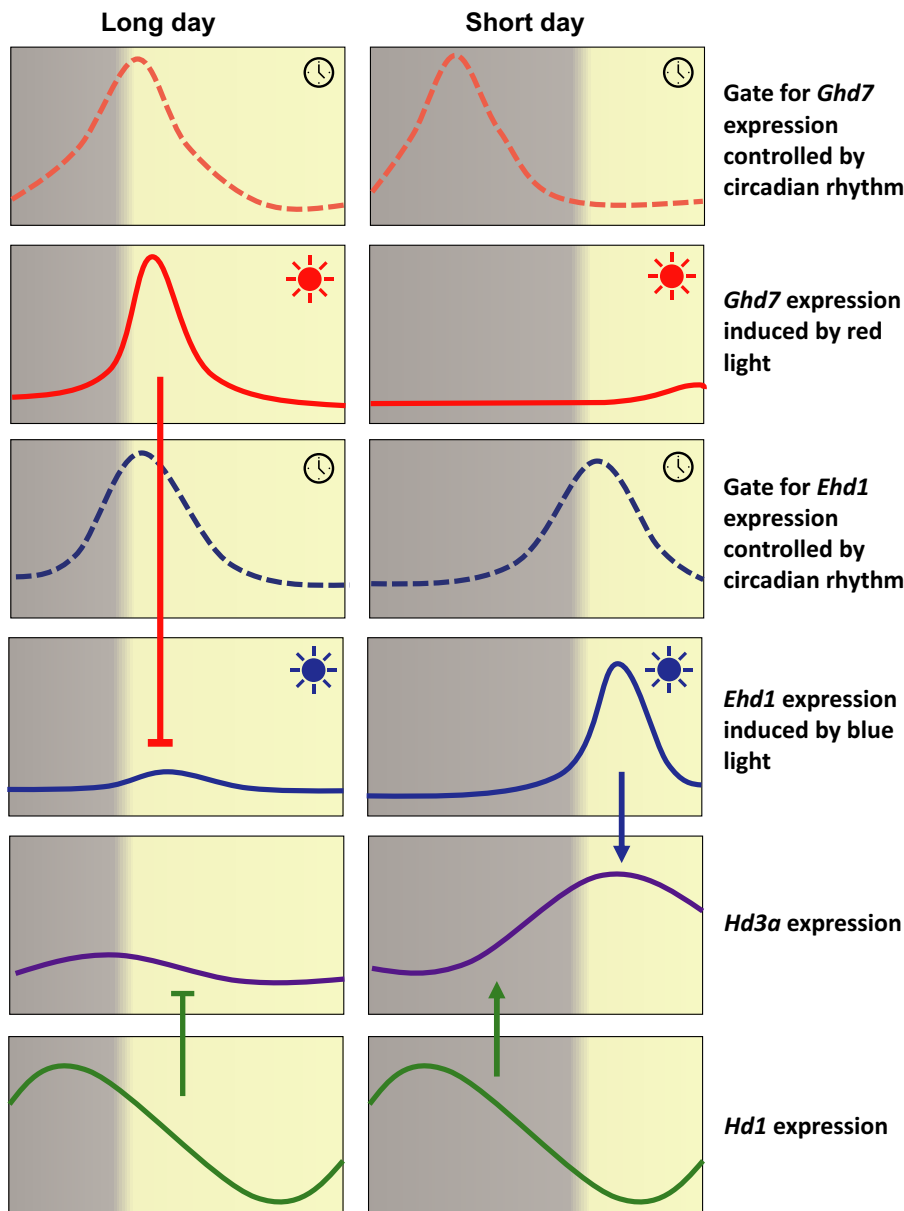 Long day
Short day
Gate for Ghd7
expression
controlled by
circadian rhythm
Ghd7 expression
induced by red
light
Gate for Ehd1
expression
controlled by
circadian rhythm
Ehd1 expression
induced by blue
light
Hd3a expression
Hd1 expression